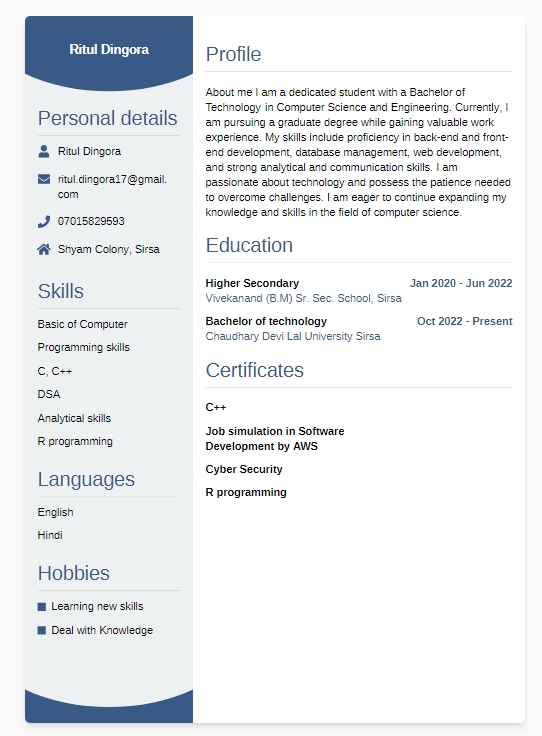 Ritul Dingora
Personal details
Ritul Dingora
ritul.dingora17@gmail.
com
07015829593
Shyam Colony, Sirsa
Skills
Basic of Computer
Programming skills
C, C++
DSA
Analytical skills
R programming
Languages
English
Hindi
Hobbies
Learning new skills
Deal with Knowledge
Profile
About me I am a dedicated student with a Bachelor of
Technology in Computer Science and Engineering. Currently, I
am pursuing a graduate degree while gaining valuable work
experience. My skills include proficiency in back-end and front-
end development, database management, web development,
and strong analytical and communication skills. I am
passionate about technology and possess the patience needed
to overcome challenges. I am eager to continue expanding my
knowledge and skills in the field of computer science.
Education
Higher Secondary Jan 2020 - Jun 2022
Vivekanand (B.M) Sr. Sec. School, Sirsa
Bachelor of technology Oct 2022 - Present
Chaudhary Devi Lal University Sirsa
Certificates
C++
Job simulation in Software
Development by AWS
Cyber Security
R programming